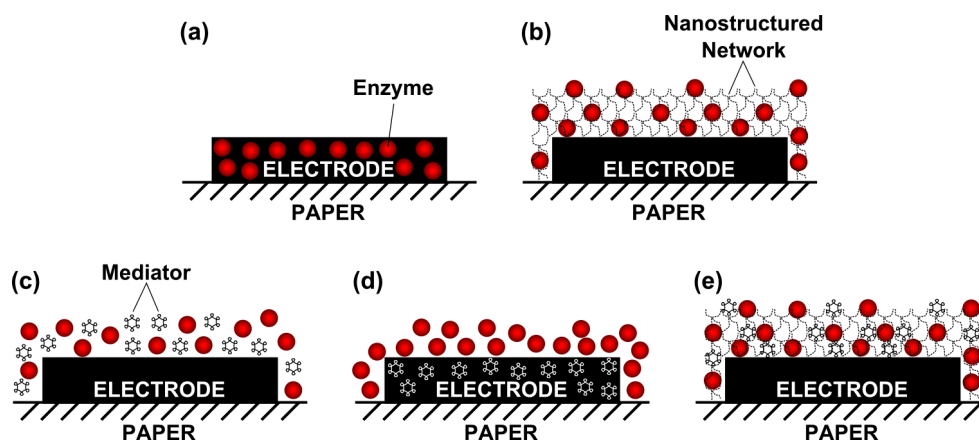 (a)
Enzyme
ELECTRODE
PAPER
(b)
Nanostructured
Network
ELECTRODE
PAPER
(c)
Mediator
ELECTRODE
PAPER
(d)
ELECTRODE
PAPER
(e)
ELECTRODE
PAPER